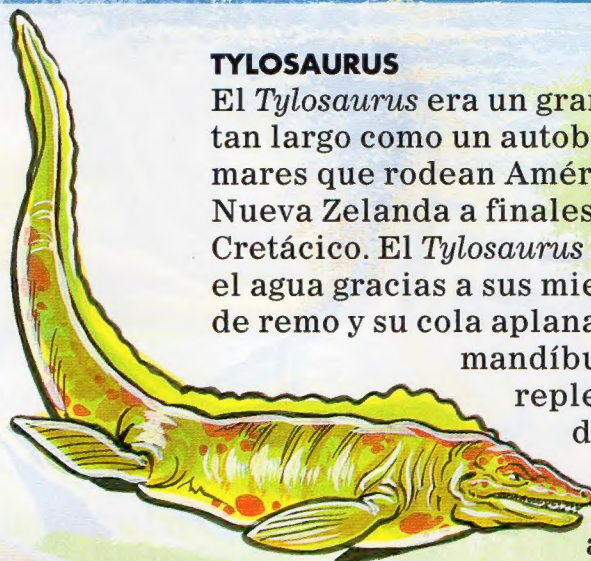 TYLOSAURUS
El Tylosaurus era un gran
tan largo como un autob
mares que rodean Amér
Nueva Zelanda a finales
Cretácico. El Tylosaurus
el agua gracias a sus mie
de remo y su cola aplana
mandíbu
reple
d
a